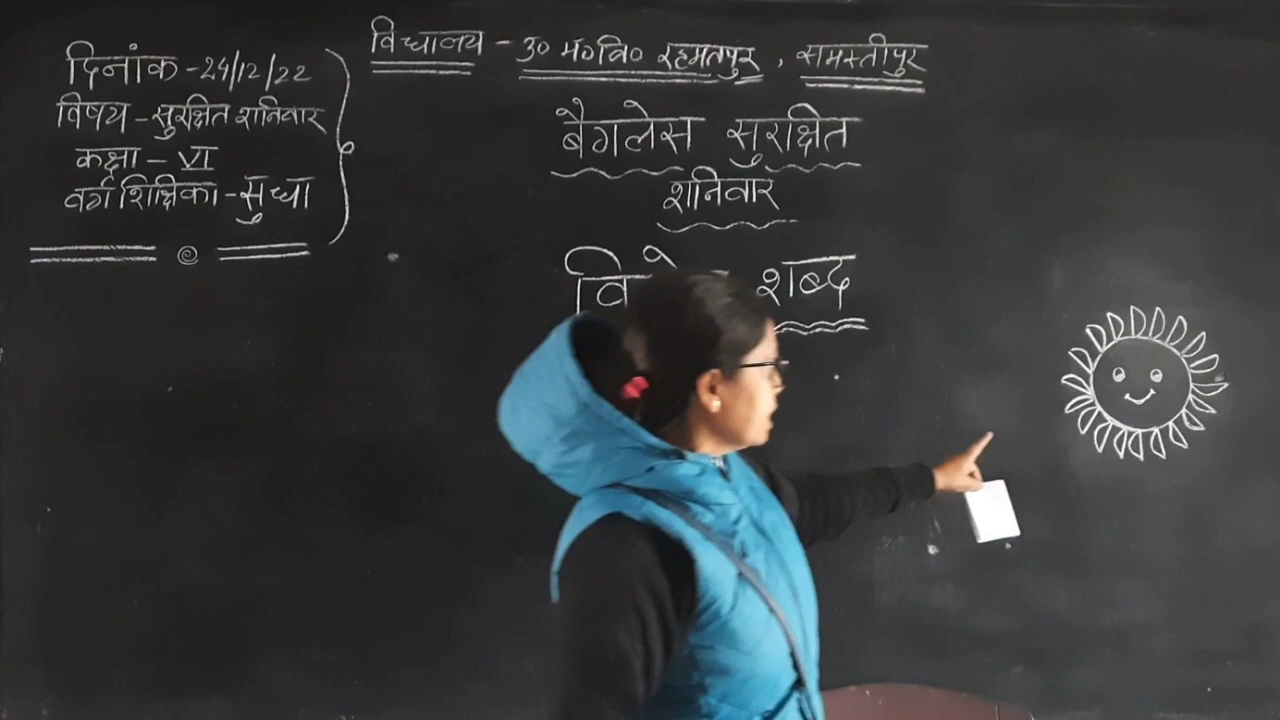 दिनांक - 24/12/22
विषय - सुरक्षित शनिवार
कक्षा - VI
वर्ग शिक्षिका - सुधा
विद्यालय - उ० म० वि० रहमतपुर, समस्तीपुर
बैगलेस सुरक्षित
शनिवार
शब्द